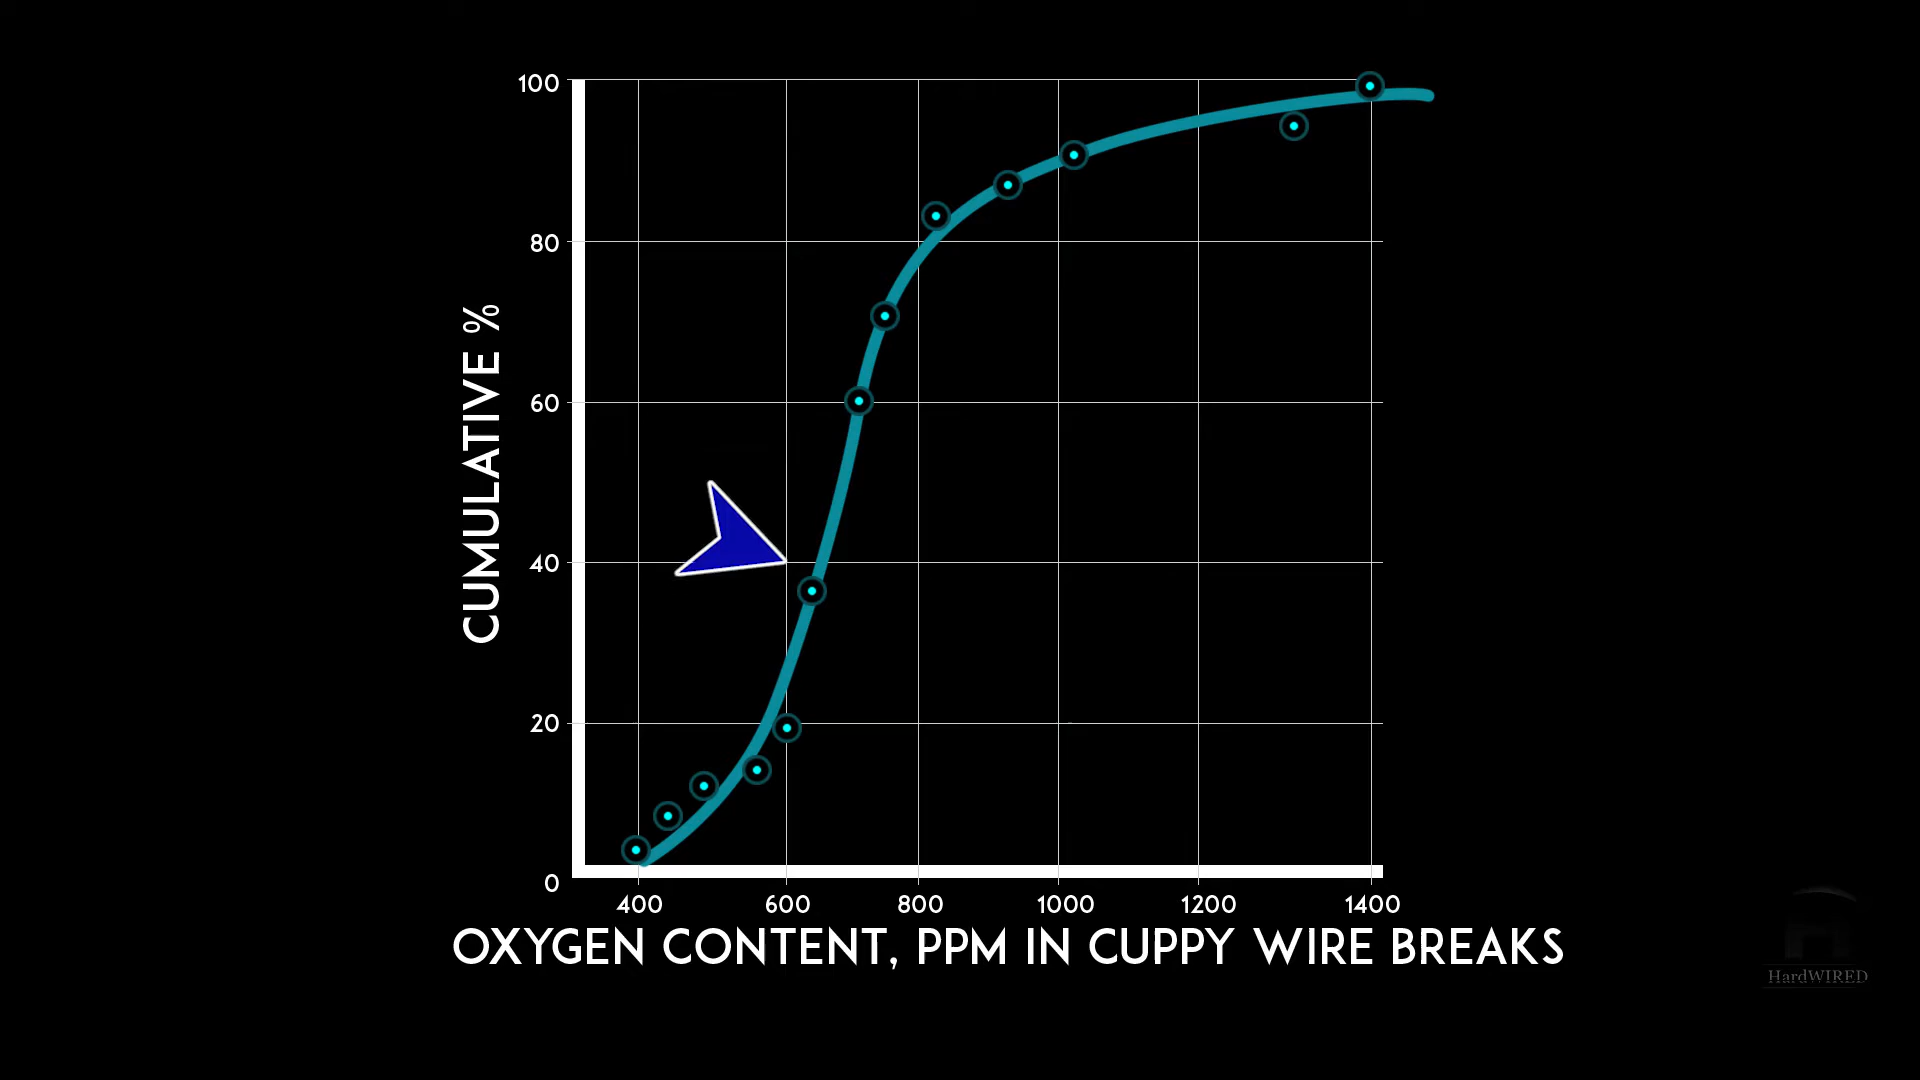 100
80
60
40
20
0
CUMULATIVE %
400 600 800 1000 1200 1400
OXYGEN CONTENT, PPM IN CUPPY WIRE BREAKS
HardWIRED